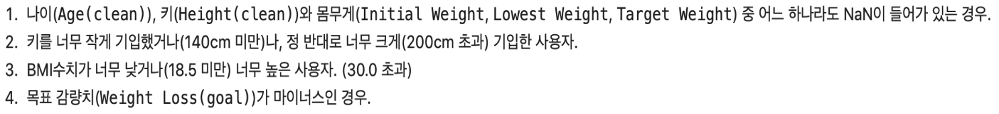 1. 나이(Age(clean)), 키(Height(clean))와 몸무게(Initial Weight, Lowest Weight, Target Weight) 중 어느 하나라도 NaN이 들어가 있는 경우.
2. 키를 너무 작게 기입했거나(140cm 미만)나, 정 반대로 너무 크게(200cm 초과) 기입한 사용자.
3. BMI수치가 너무 낮거나(18.5 미만) 너무 높은 사용자. (30.0 초과)
4. 목표 감량치(Weight Loss(goal))가 마이너스인 경우.